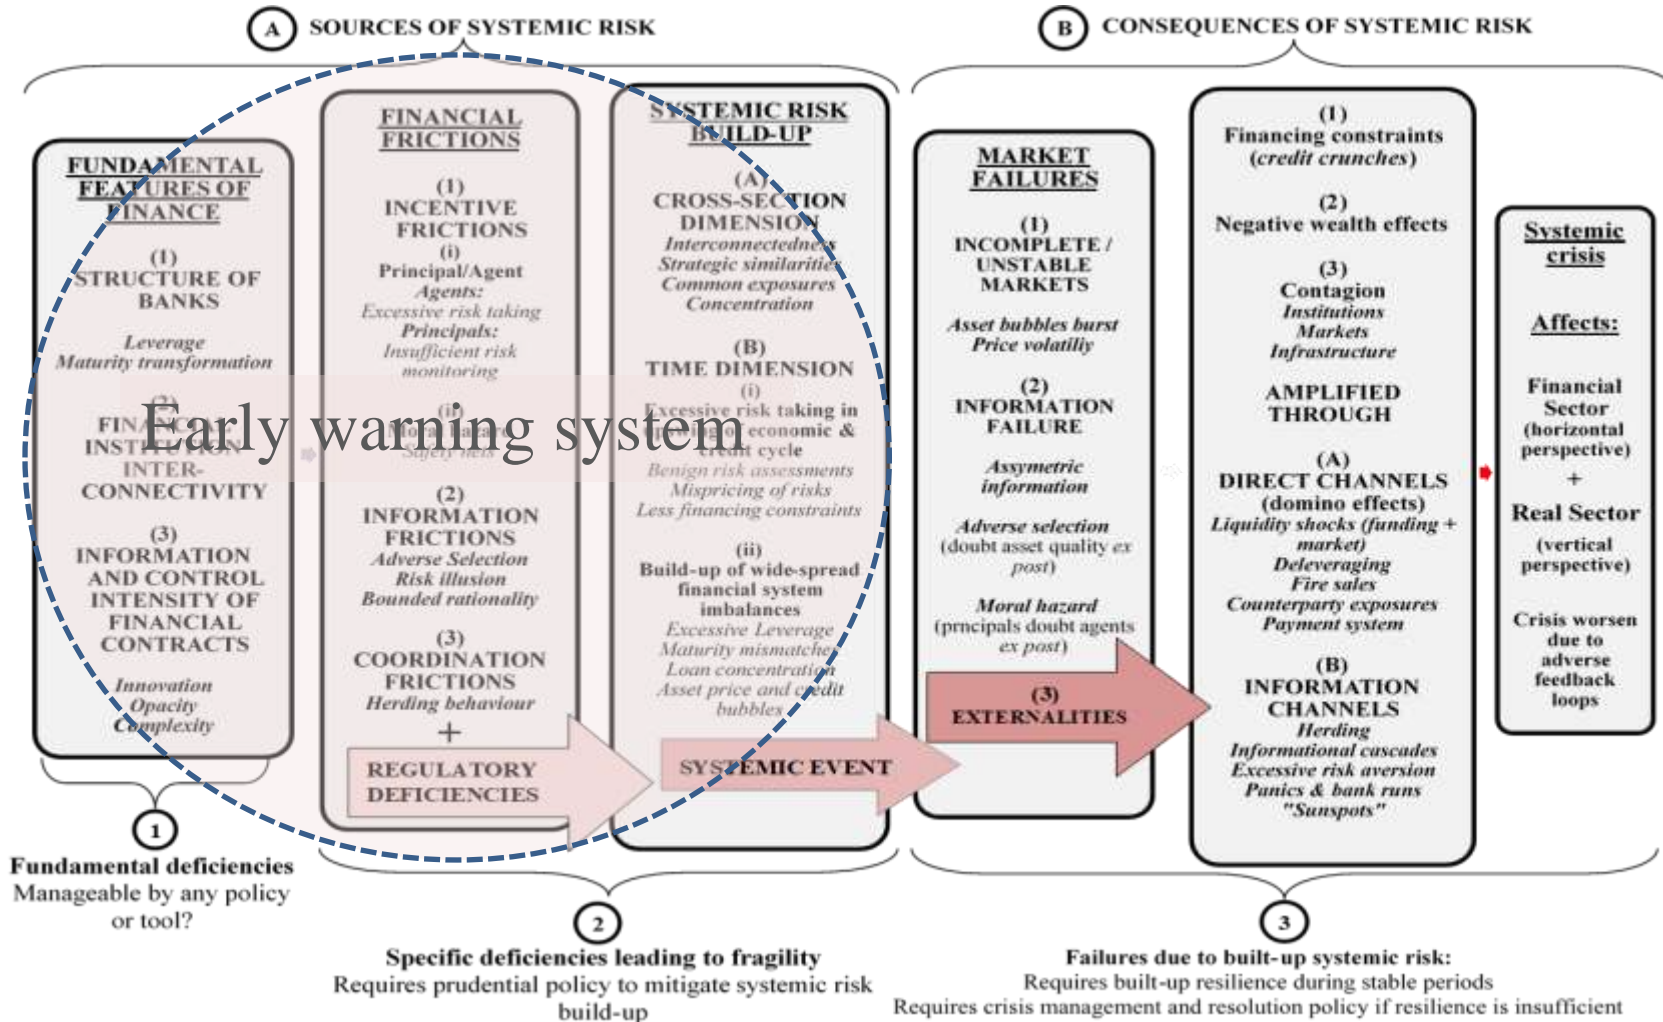 A SOURCES OF SYSTEMIC RISK
FUNDAMENTAL
FEATURES OF
FINANCE
(1)
STRUCTURE OF
BANKS
Leverage
Maturity transformation
(2)
FINANCIAL
INSTITUTION
INTER-
CONNECTIVITY
(3)
INFORMATION
AND CONTROL
INTENSITY OF
FINANCIAL
CONTRACTS
Innovation
Opacity
Complexity
1
Fundamental deficiencies
Manageable by any policy
or tool?
FINANCIAL
FRICTIONS
(1)
INCENTIVE
FRICTIONS
(i)
Principal/Agent
Agents:
Excessive risk taking
Principals:
Insufficient risk
monitoring
(ii)
Moral hazard
Safety nets
(2)
INFORMATION
FRICTIONS
Adverse Selection
Risk illusion
Bounded rationality
(3)
COORDINATION
FRICTIONS
Herding behaviour
+
REGULATORY
DEFICIENCIES
SYSTEMIC RISK
BUILD-UP
(A)
CROSS-SECTION
DIMENSION
Interconnectedness
Strategic similarities
Common exposures
Concentration
(B)
TIME DIMENSION
(i)
Excessive risk taking in
upswing of economic &
credit cycle
Benign risk assessments
Mispricing of risks
Less financing constraints
(ii)
Build-up of wide-spread
financial system
imbalances
Excessive Leverage
Maturity mismatches
Loan concentration
Asset price and credit
bubbles
SYSTEMIC EVENT
Early warning system
2
Specific deficiencies leading to fragility
Requires prudential policy to mitigate systemic risk
build-up
B CONSEQUENCES OF SYSTEMIC RISK
MARKET
FAILURES
(1)
INCOMPLETE /
UNSTABLE
MARKETS
Asset bubbles burst
Price volatiliy
(2)
INFORMATION
FAILURE
Assymetric
information
Adverse selection
(doubt asset quality ex
post)
Moral hazard
(prncipals doubt agents
ex post)
(3)
EXTERNALITIES
(1)
Financing constraints
(credit crunches)
(2)
Negative wealth effects
(3)
Contagion
Institutions
Markets
Infrastructure
AMPLIFIED
THROUGH
(A)
DIRECT CHANNELS
(domino effects)
Liquidity shocks (funding +
market)
Deleveraging
Fire sales
Counterparty exposures
Payment system
(B)
INFORMATION
CHANNELS
Herding
Informational cascades
Excessive risk aversion
Panics & bank runs
"Sunspots"
Systemic
crisis
Affects:
Financial
Sector
(horizontal
perspective)
+
Real Sector
(vertical
perspective)
Crisis worsen
due to
adverse
feedback
loops
3
Failures due to built-up systemic risk:
Requires built-up resilience during stable periods
Requires crisis management and resolution policy if resilience is insufficient